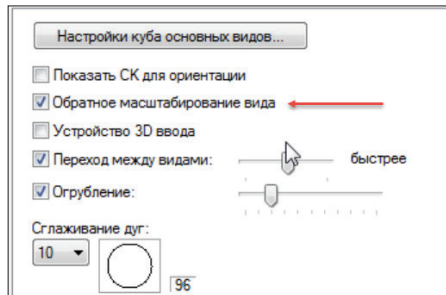 Настройки куба основных видов...
Показать СК для ориентации
Обратное масштабирование вида
Устройство 3D ввода
Переход между видами: быстрее
Огрубление:
Сглаживание дуг:
10
96